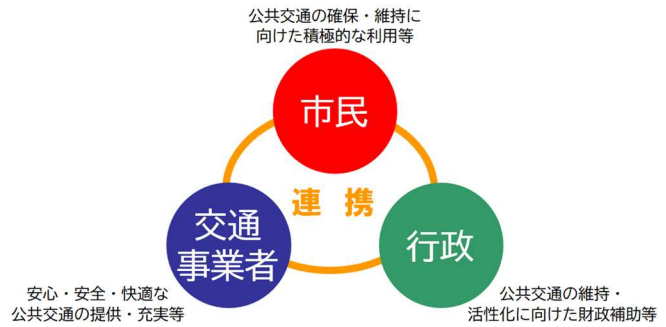 公共交通の確保・維持に
向けた積極的な利用等
市民
連携
交通
事業者
行政
安心・安全・快適な
公共交通の提供・充実等
公共交通の維持・
活性化に向けた財政補助等